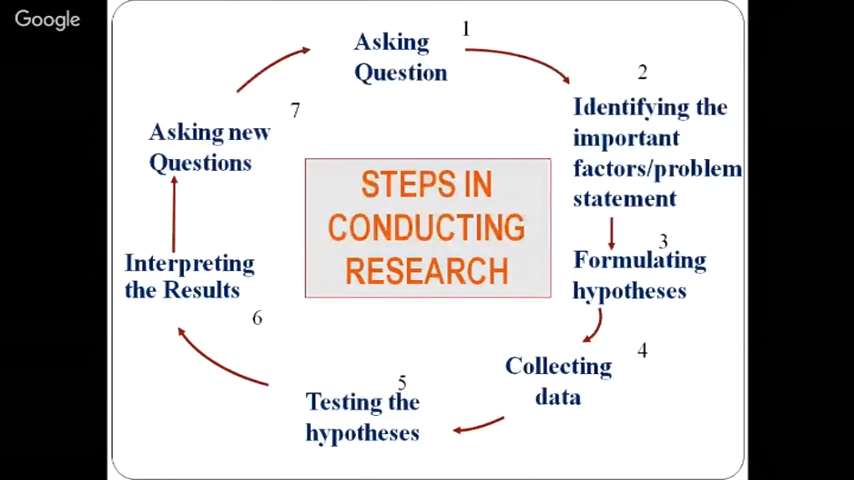 Google
1
Asking
Question
2
Identifying the
important
factors/problem
statement
3
Formulating
hypotheses
4
Collecting
data
5
Testing the
hypotheses
6
Interpreting
the Results
7
Asking new
Questions
STEPS IN
CONDUCTING
RESEARCH